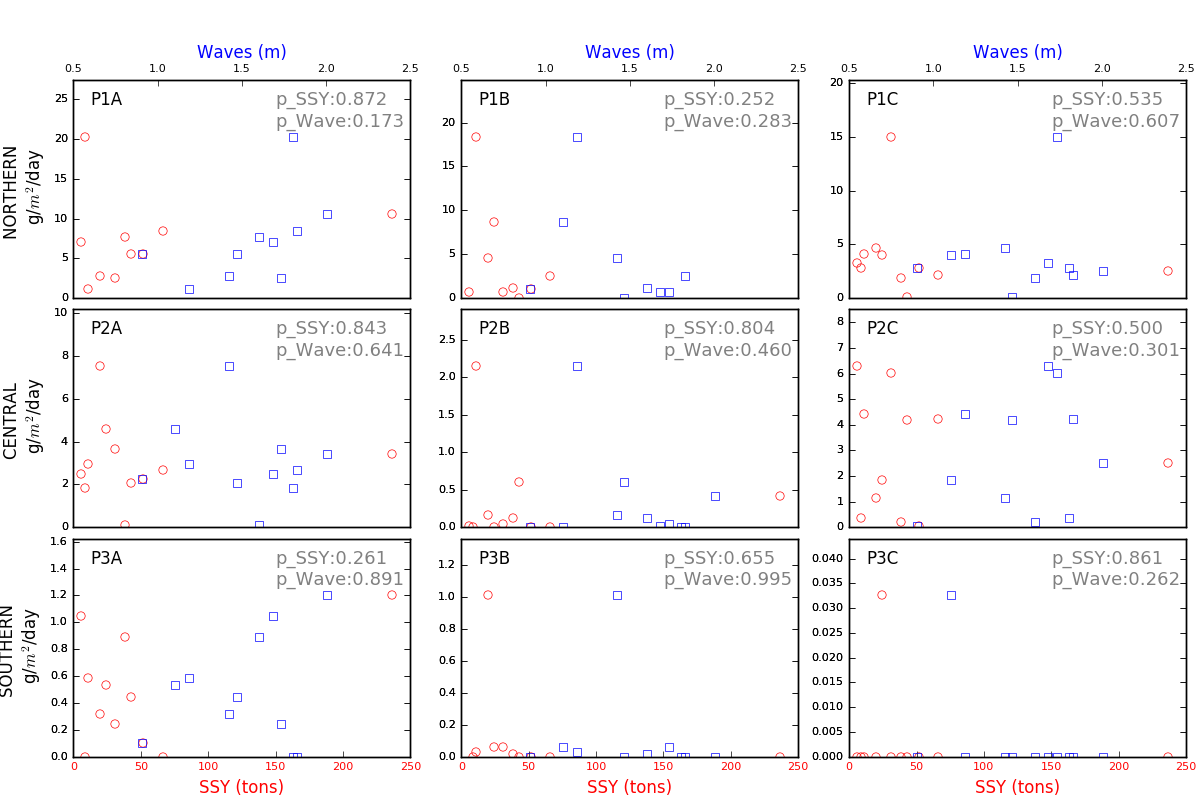 Waves (m) Waves (m) Waves (m)
0.5 1.0 1.5 2.0 2.5 0.5 1.0 1.5 2.0 2.5 0.5 1.0 1.5 2.0 2.5
NORTHERN
g/m²/day
P1A p_SSY:0.872
p_Wave:0.173
25
20
15
10
5
0
P1B p_SSY:0.252
p_Wave:0.283
20
15
10
5
0
P1C p_SSY:0.535
p_Wave:0.607
20
15
10
5
0
CENTRAL
g/m²/day
P2A p_SSY:0.843
p_Wave:0.641
10
8
6
4
2
0
P2B p_SSY:0.804
p_Wave:0.460
2.5
2.0
1.5
1.0
0.5
0.0
P2C p_SSY:0.500
p_Wave:0.301
8
7
6
5
4
3
2
1
0
SOUTHERN
g/m²/day
P3A p_SSY:0.261
p_Wave:0.891
1.6
1.4
1.2
1.0
0.8
0.6
0.4
0.2
0.0
P3B p_SSY:0.655
p_Wave:0.995
1.2
1.0
0.8
0.6
0.4
0.2
0.0
P3C p_SSY:0.861
p_Wave:0.262
0.040
0.035
0.030
0.025
0.020
0.015
0.010
0.005
0.000
0 50 100 150 200 250 0 50 100 150 200 250 0 50 100 150 200 250
SSY (tons) SSY (tons) SSY (tons)